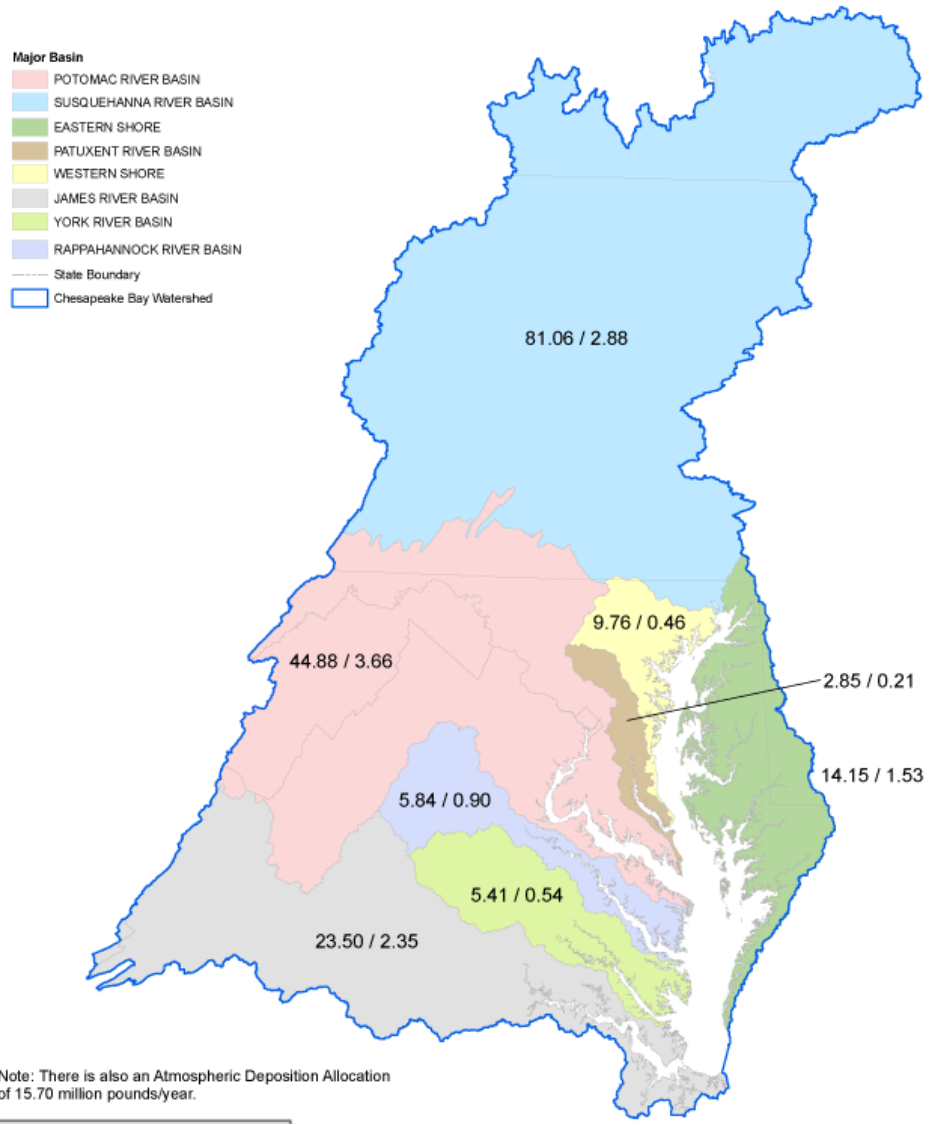 Major Basin
POTOMAC RIVER BASIN
SUSQUEHANNA RIVER BASIN
EASTERN SHORE
PATUXENT RIVER BASIN
WESTERN SHORE
JAMES RIVER BASIN
YORK RIVER BASIN
RAPPAHANNOCK RIVER BASIN
State Boundary
Chesapeake Bay Watershed
81.06 / 2.88
9.76 / 0.46
44.88 / 3.66
2.85 / 0.21
14.15 / 1.53
5.84 / 0.90
5.41 / 0.54
23.50 / 2.35
Note: There is also an Atmospheric Deposition Allocation
of 15.70 million pounds/year.